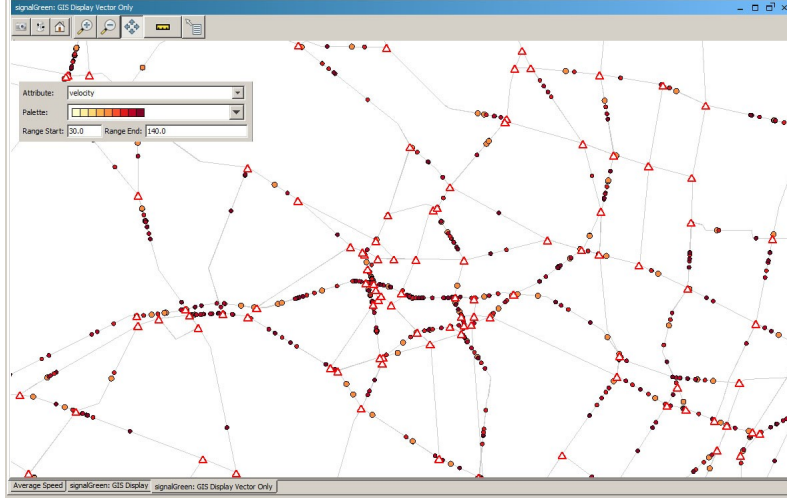 signalGreen: GIS Display Vector Only
Attribute: velocity
Palette:
Range Start: 30.0 Range End: 140.0
Average Speed signalGreen: GIS Display signalGreen: GIS Display Vector Only